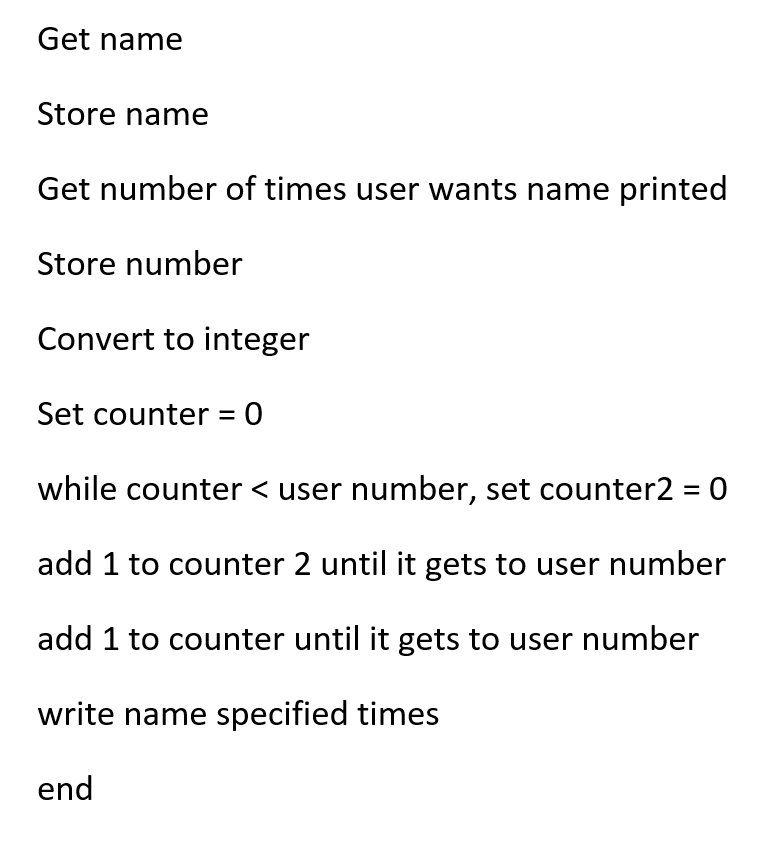 Get name
Store name
Get number of times user wants name printed
Store number
Convert to integer
Set counter = 0
while counter < user number, set counter2 = 0
add 1 to counter 2 until it gets to user number
add 1 to counter until it gets to user number
write name specified times
end